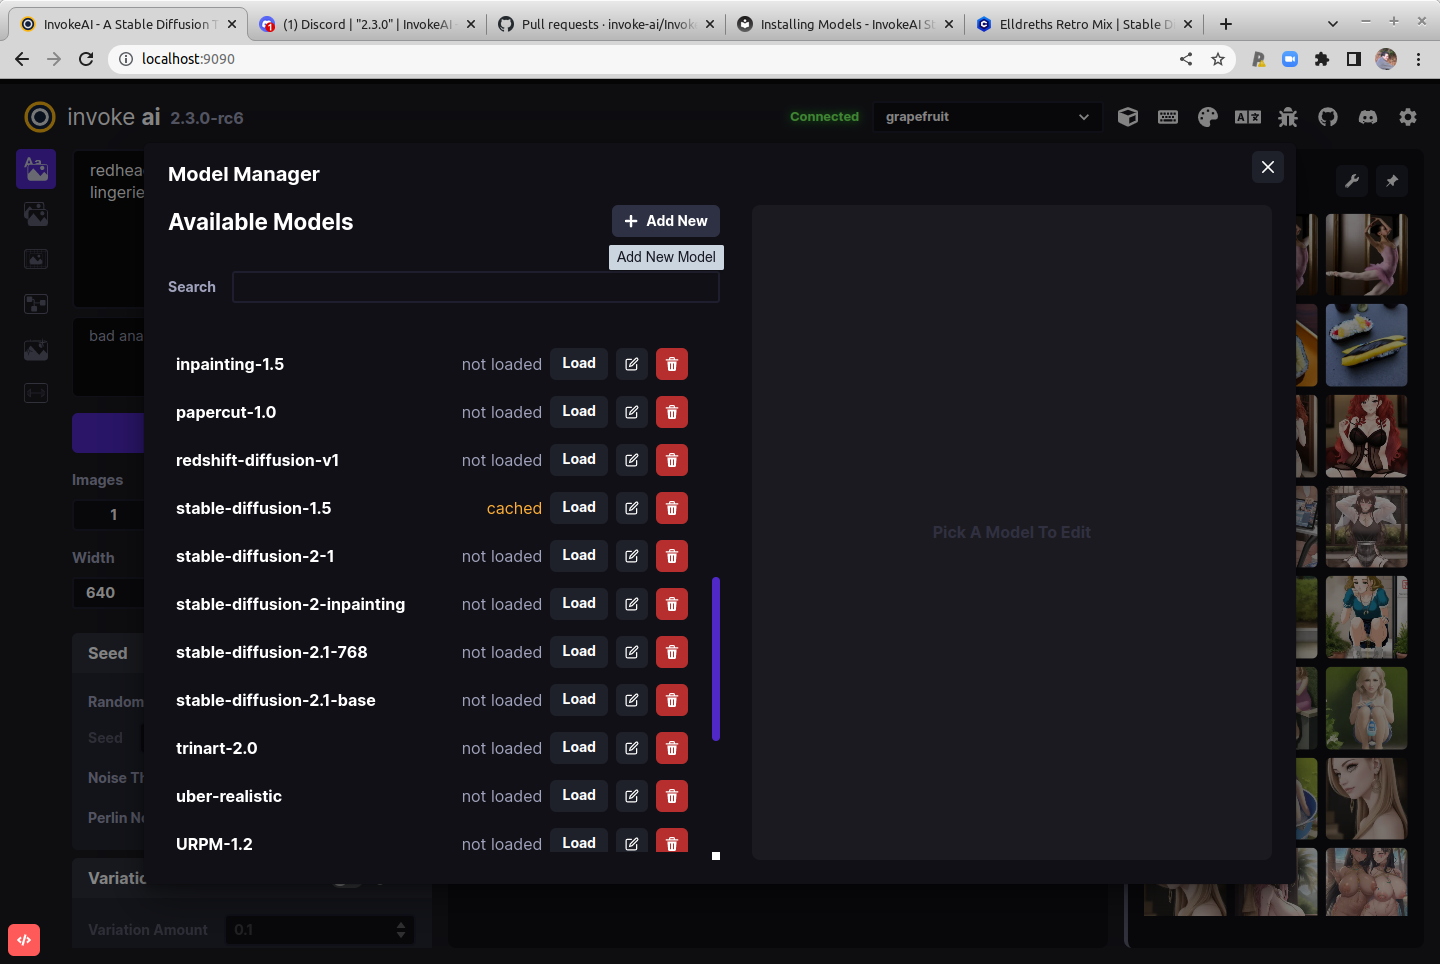 InvokeAI - A Stable Diffusion T
(1) Discord | "2.3.0" | InvokeAI
Pull requests · invoke-ai/Invok
Installing Models - InvokeAI S
Elldreths Retro Mix | Stable D
localhost:9090
invoke ai 2.3.0-rc6
Connected
grapefruit
redhea
lingerie
bad ana
Images
1
Width
640
Seed
Random
Seed
Noise Th
Perlin No
Variatio
Variation Amount
0.1
Model Manager
Available Models
Add New
Add New Model
Search
inpainting-1.5 not loaded Load
papercut-1.0 not loaded Load
redshift-diffusion-v1 not loaded Load
stable-diffusion-1.5 cached Load
stable-diffusion-2-1 not loaded Load
stable-diffusion-2-inpainting not loaded Load
stable-diffusion-2.1-768 not loaded Load
stable-diffusion-2.1-base not loaded Load
trinart-2.0 not loaded Load
uber-realistic not loaded Load
URPM-1.2 not loaded Load
Pick A Model To Edit